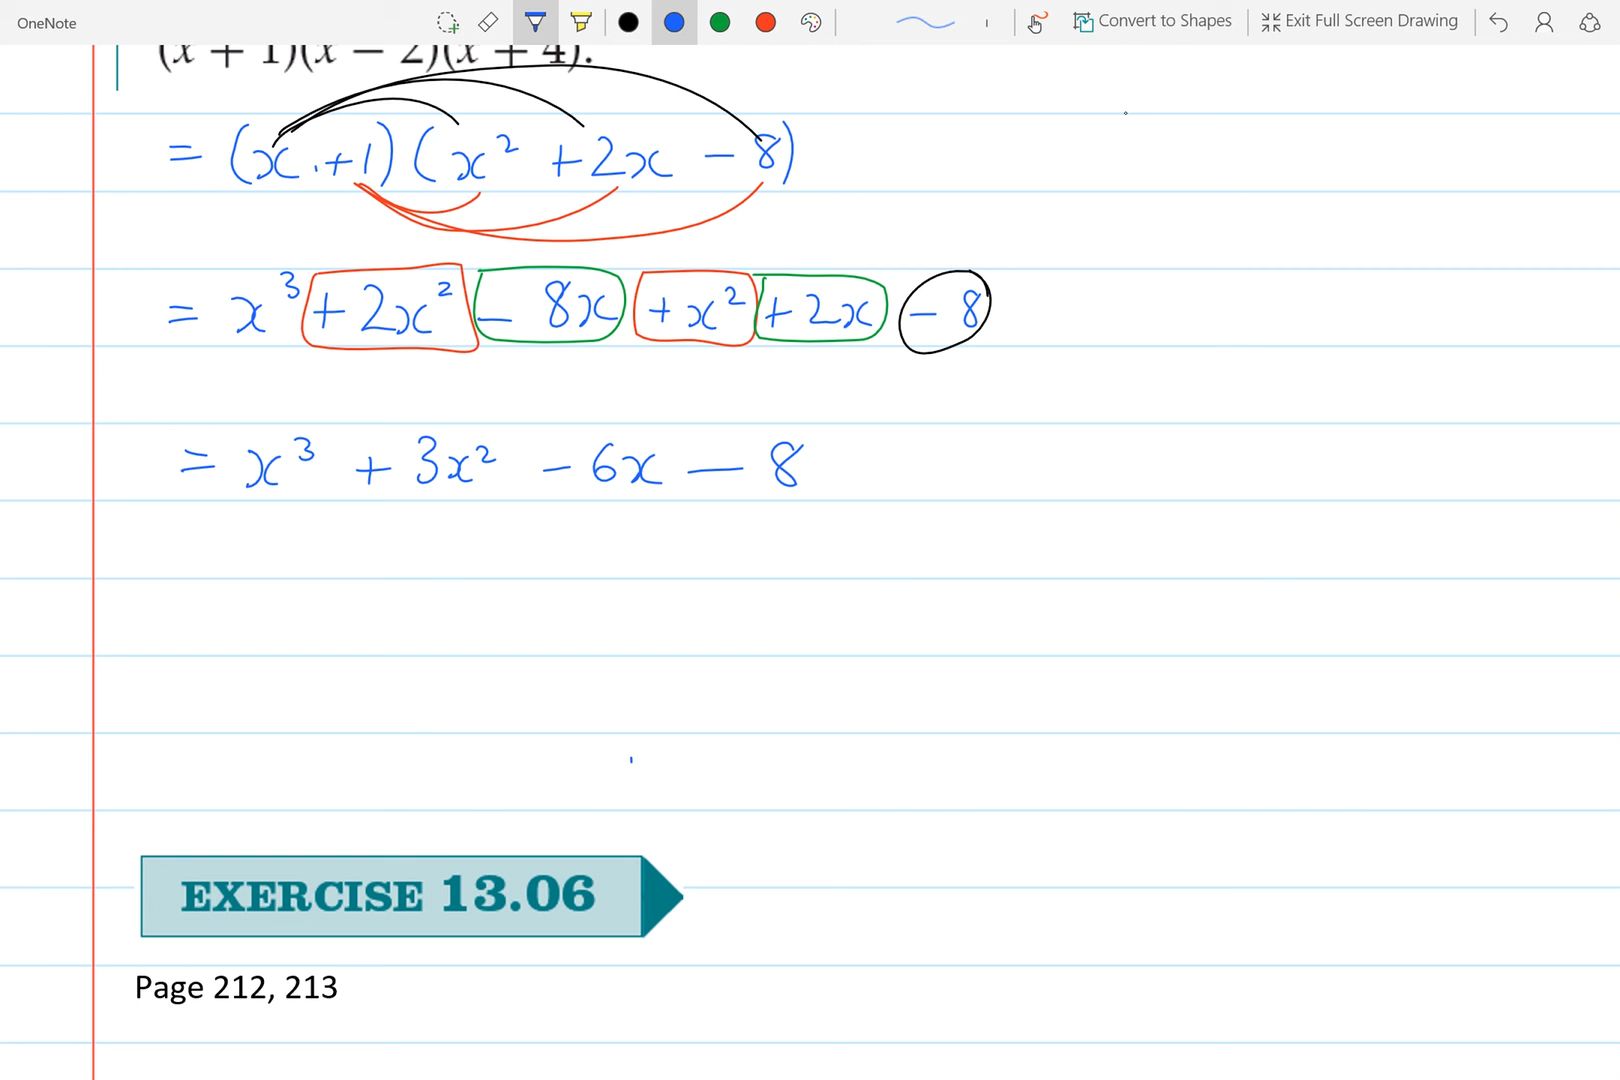 OneNote
Convert to Shapes
Exit Full Screen Drawing
(x + 1)(x − 2)(x + 4).
= (x + 1)(x² + 2x − 8)
= x³ + 2x² − 8x + x² + 2x − 8
= x³ + 3x² − 6x − 8
EXERCISE 13.06
Page 212, 213